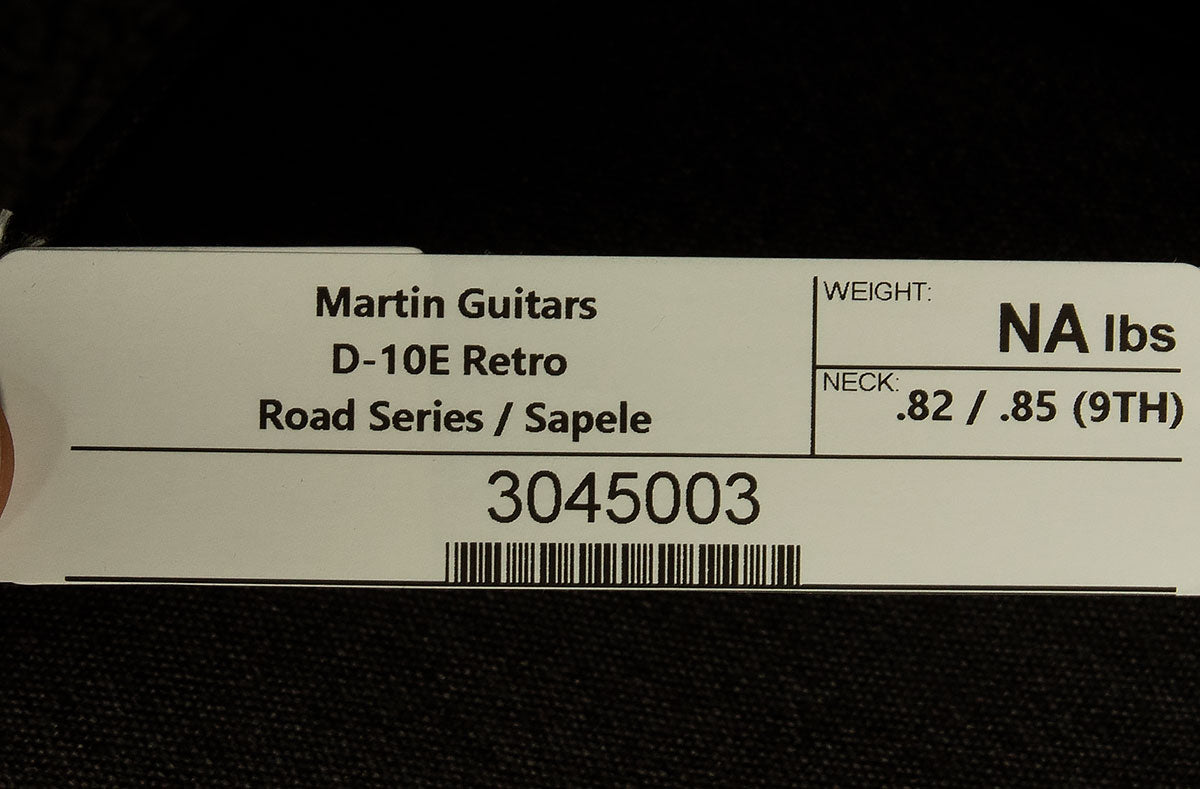 Martin Guitars
D-10E Retro
Road Series / Sapele
WEIGHT:
NA lbs
NECK:
.82 / .85 (9TH)
3045003